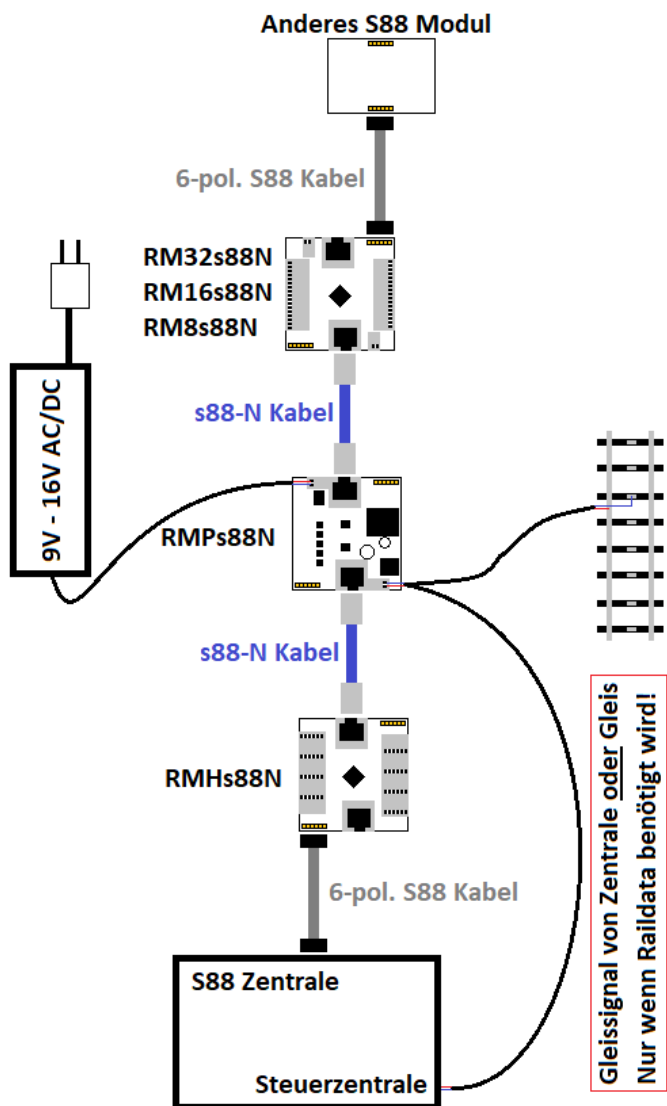 Anderes S88 Modul
6-pol. S88 Kabel
RM32s88N
RM16s88N
RM8s88N
s88-N Kabel
9V - 16V AC/DC
RMPs88N
s88-N Kabel
RMHs88N
6-pol. S88 Kabel
S88 Zentrale
Steuerzentrale
Gleissignal von Zentrale oder Gleis
Nur wenn Raildata benötigt wird!